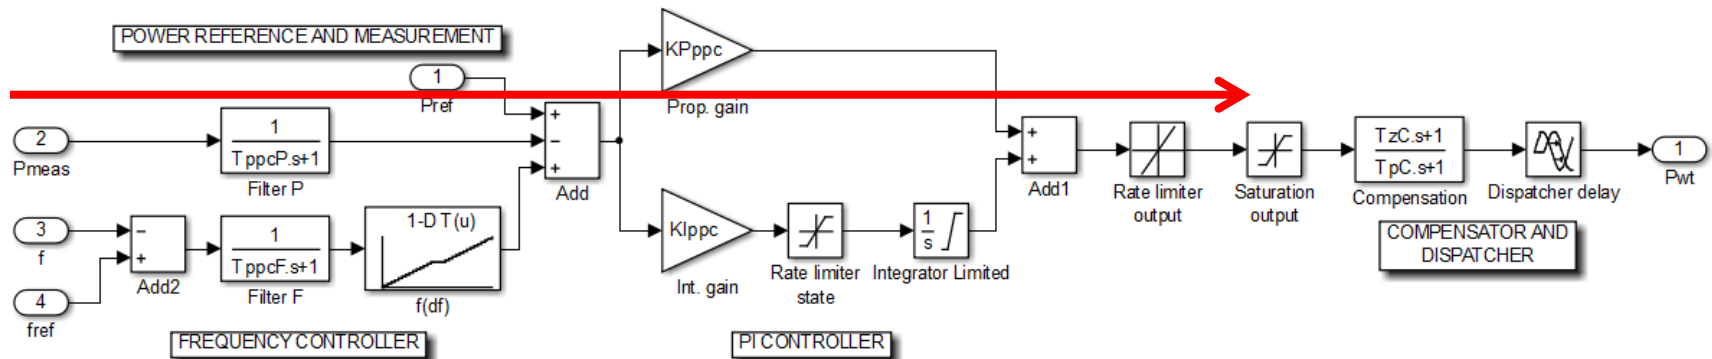 POWER REFERENCE AND MEASUREMENT
1
Pref
2
Pmeas
1
TppcP.s+1
Filter P
3
f
4
fref
Add2
1
TppcF.s+1
Filter F
1-D T(u)
f(df)
FREQUENCY CONTROLLER
Add
KPppc
Prop. gain
KIppc
Int. gain
Rate limiter
state
1
s
Integrator Limited
PI CONTROLLER
Add1
Rate limiter
output
Saturation
output
TzC.s+1
TpC.s+1
Compensation
Dispatcher delay
1
Pwt
COMPENSATOR AND
DISPATCHER